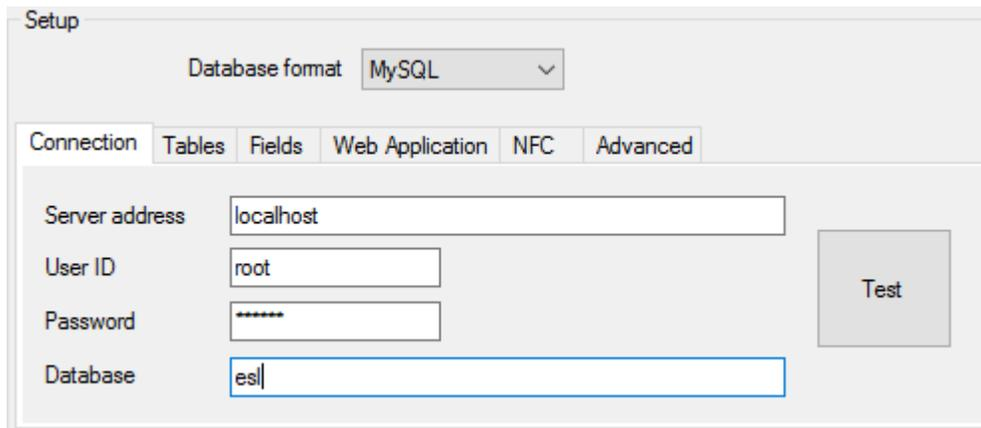 Setup
Database format MySQL
Connection Tables Fields Web Application NFC Advanced
Server address localhost
User ID root
Test
Password ******
Database esl